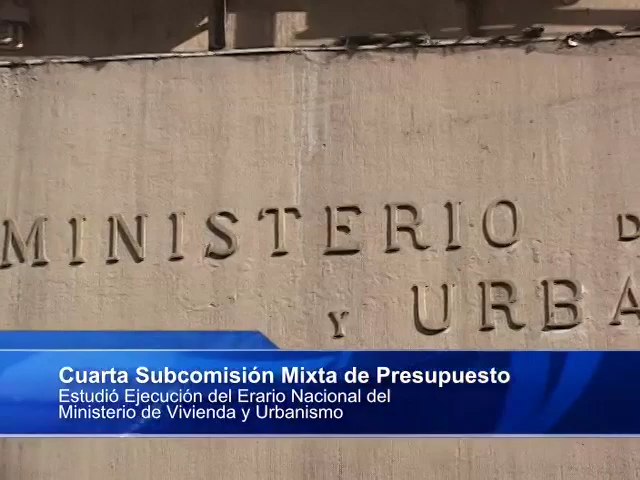 MINISTERIO D
Y URBA
Cuarta Subcomisión Mixta de Presupuesto
Estudió Ejecución del Erario Nacional del
Ministerio de Vivienda y Urbanismo